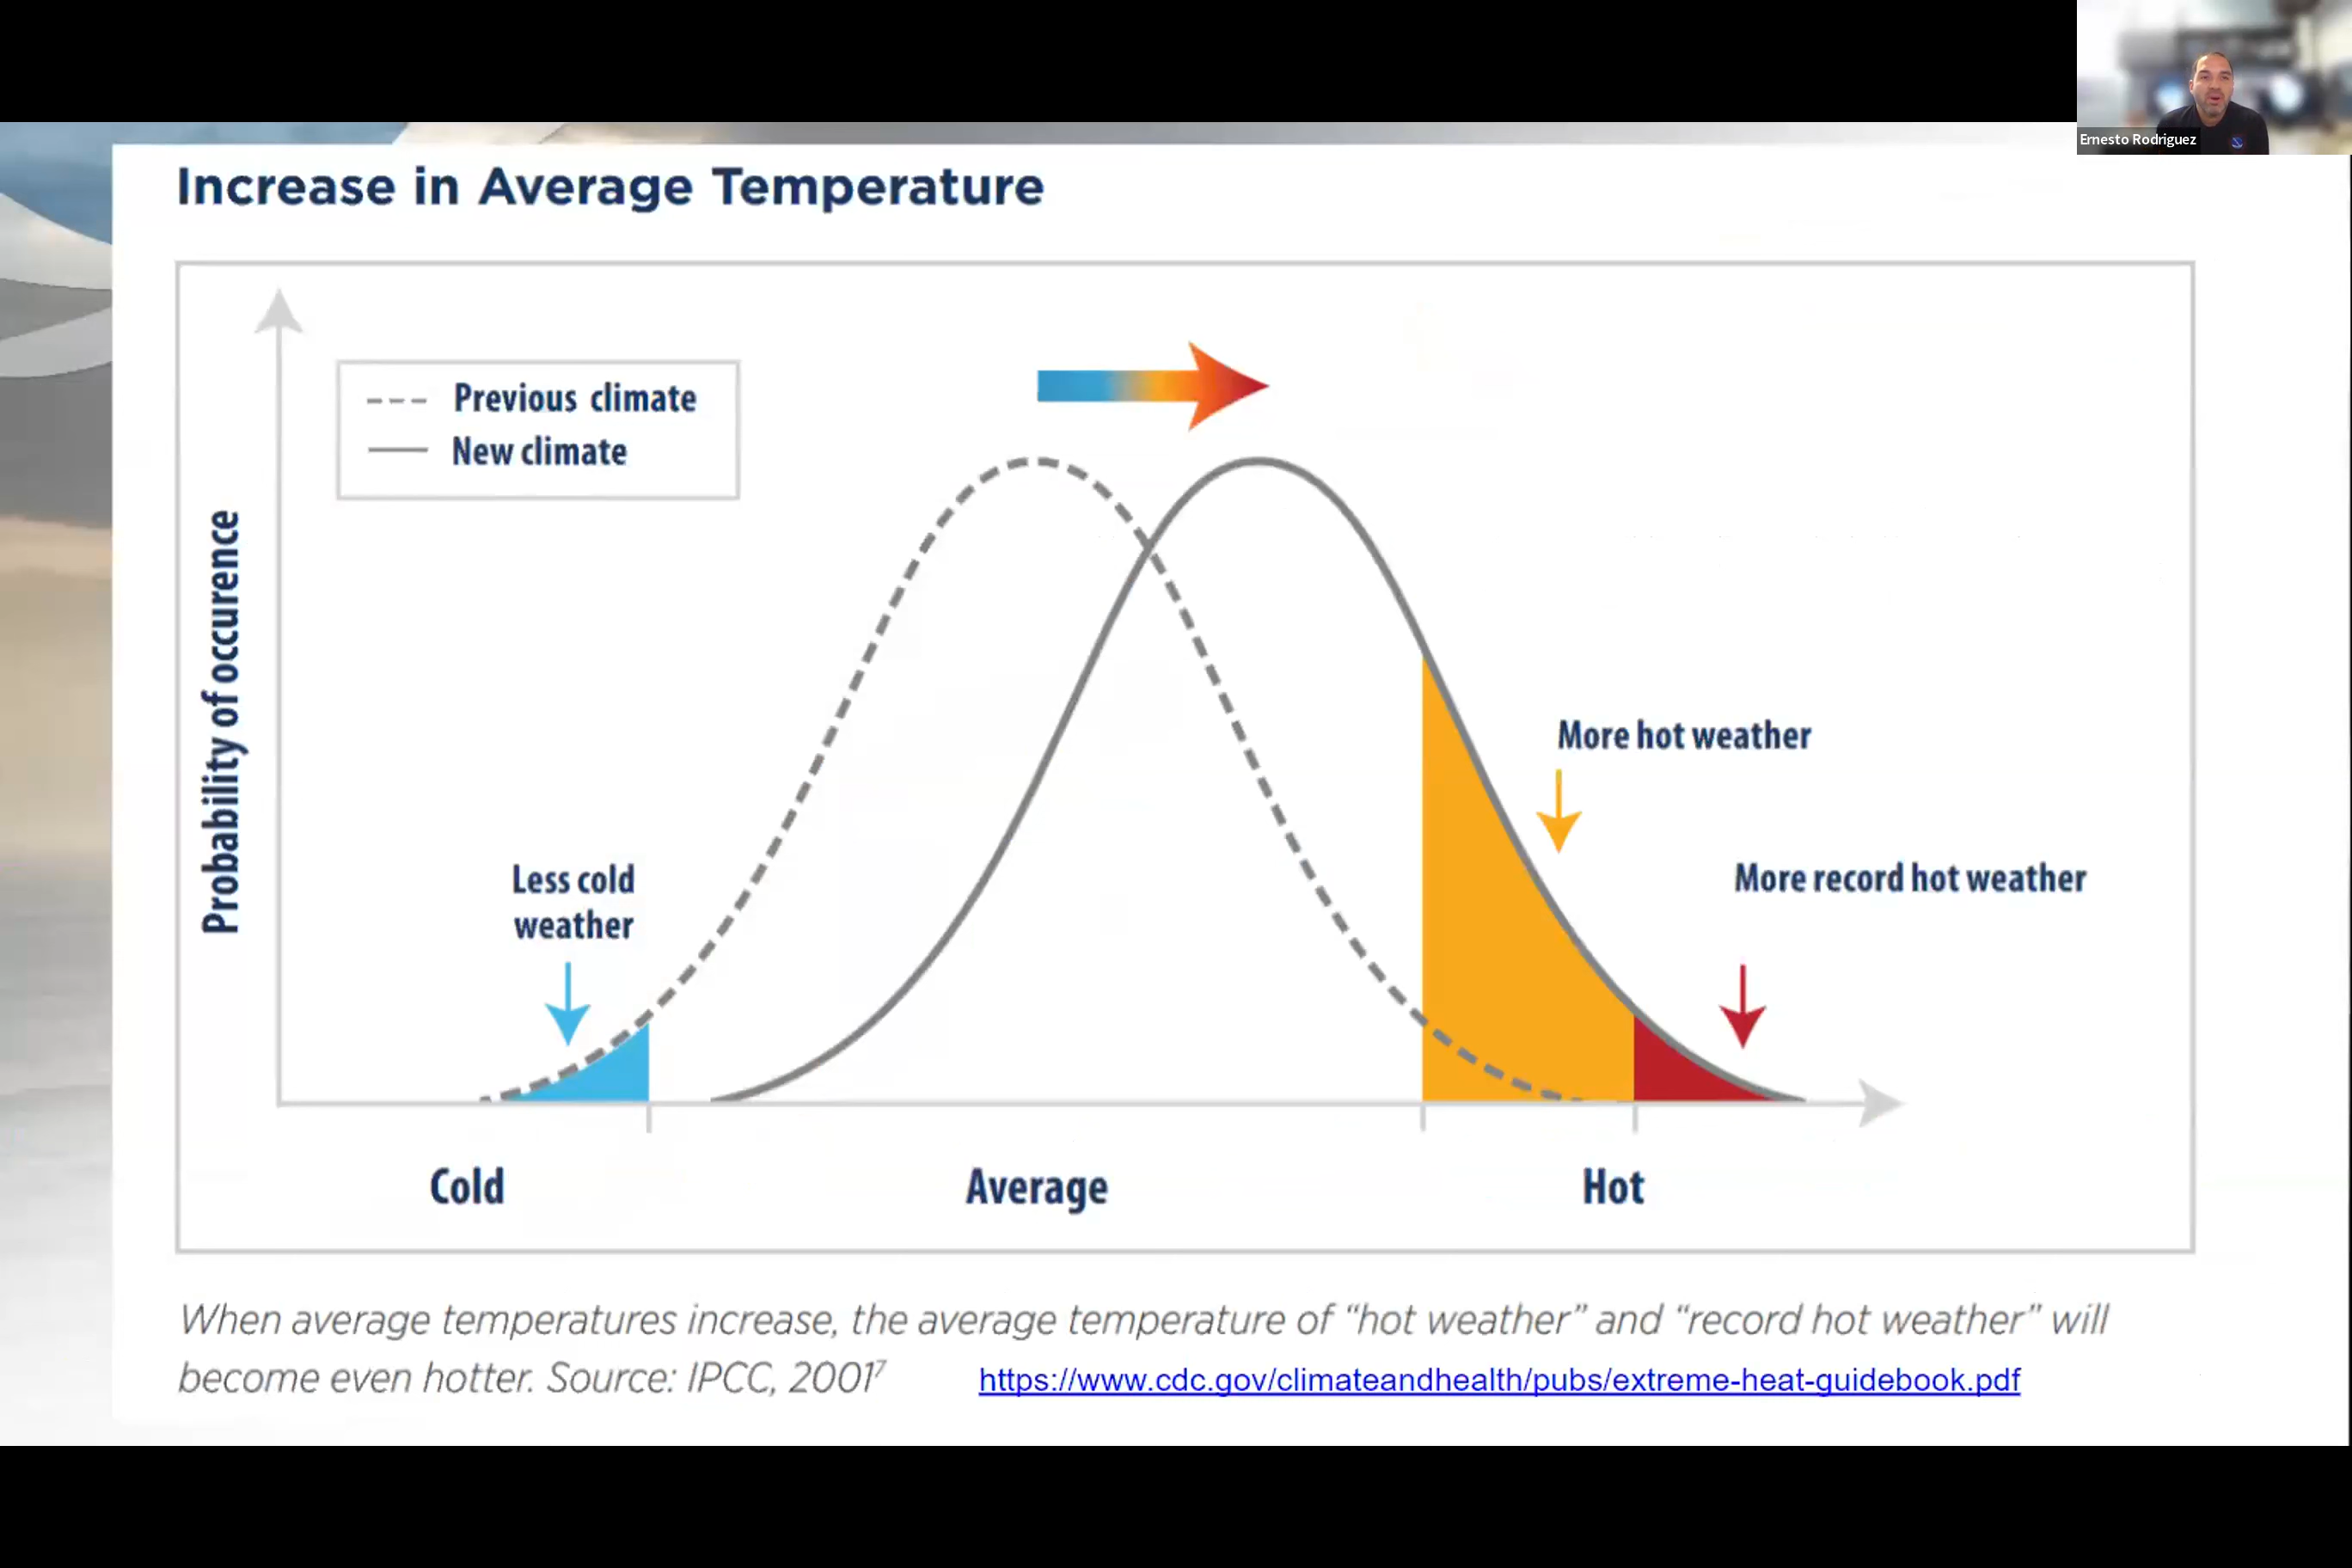 Ernesto Rodriguez
Increase in Average Temperature
Previous climate
New climate
Probability of occurence
Less cold
weather
More hot weather
More record hot weather
Cold
Average
Hot
When average temperatures increase, the average temperature of “hot weather” and “record hot weather” will
become even hotter. Source: IPCC, 2001⁷
https://www.cdc.gov/climateandhealth/pubs/extreme-heat-guidebook.pdf